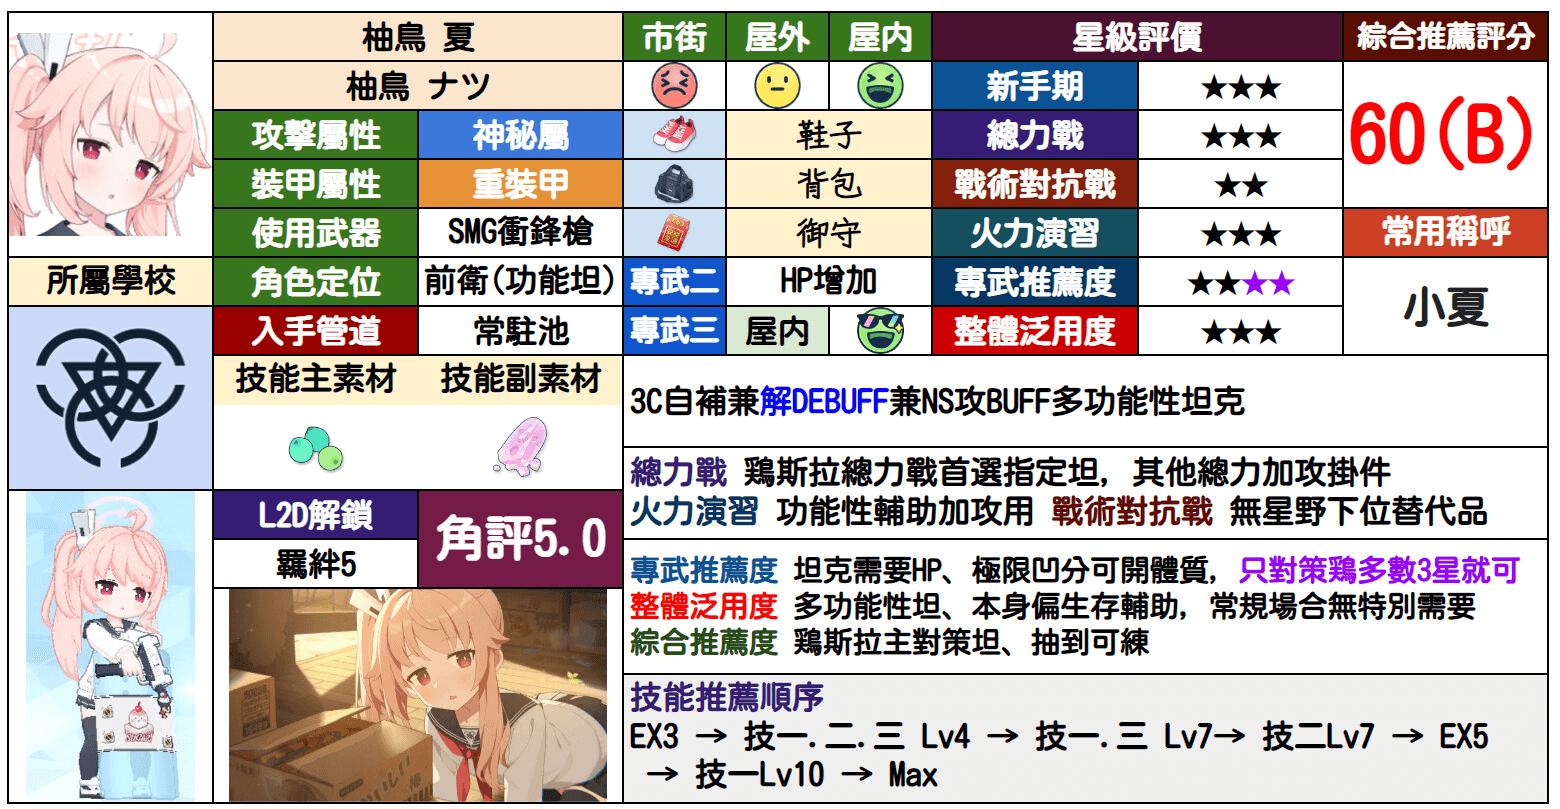 柚鳥 夏
市街
屋外
屋內
星級評價
綜合推薦評分
柚鳥 ナツ
新手期
★★★
60(B)
攻擊屬性
神秘屬
鞋子
總力戰
★★★
裝甲屬性
重裝甲
背包
戰術對抗戰
★★
使用武器
SMG衝鋒槍
御守
火力演習
★★★
常用稱呼
所屬學校
角色定位
前衛(功能坦)
專武二
HP增加
專武推薦度
★★★★
小夏
入手管道
常駐池
專武三
屋內
整體泛用度
★★★
技能主素材
技能副素材
3C自補兼解DEBUFF兼NS攻BUFF多功能性坦克
總力戰 鶏斯拉總力戰首選指定坦, 其他總力加攻掛件
火力演習 功能性輔助加攻用 戰術對抗戰 無星野下位替代品
L2D解鎖
角評5.0
羈絆5
專武推薦度 坦克需要HP、極限凹分可開體質, 只對策鶏多數3星就可
整體泛用度 多功能性坦、本身偏生存輔助, 常規場合無特別需要
綜合推薦度 鶏斯拉主對策坦、抽到可練
技能推薦順序
EX3 → 技一.二.三 Lv4 → 技一.三 Lv7→ 技二Lv7 → EX5
→ 技一Lv10 → Max